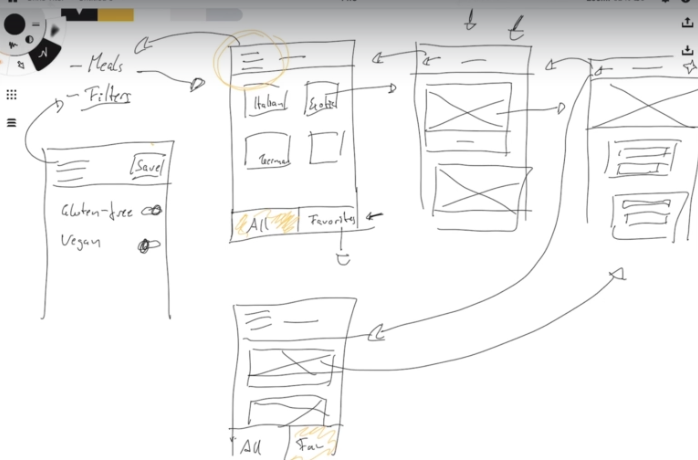 - Meals
- Filters
Save
Gluten-free
Vegan
Italian
Exotic
German
All
Favorites
All
Fav